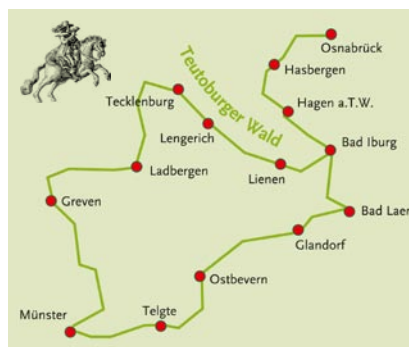 Osnabrück
Hasbergen
Teutoburger Wald
Tecklenburg
Hagen a.T.W.
Lengerich
Bad Iburg
Ladbergen
Lienen
Greven
Bad Laer
Glandorf
Ostbevern
Münster
Telgte